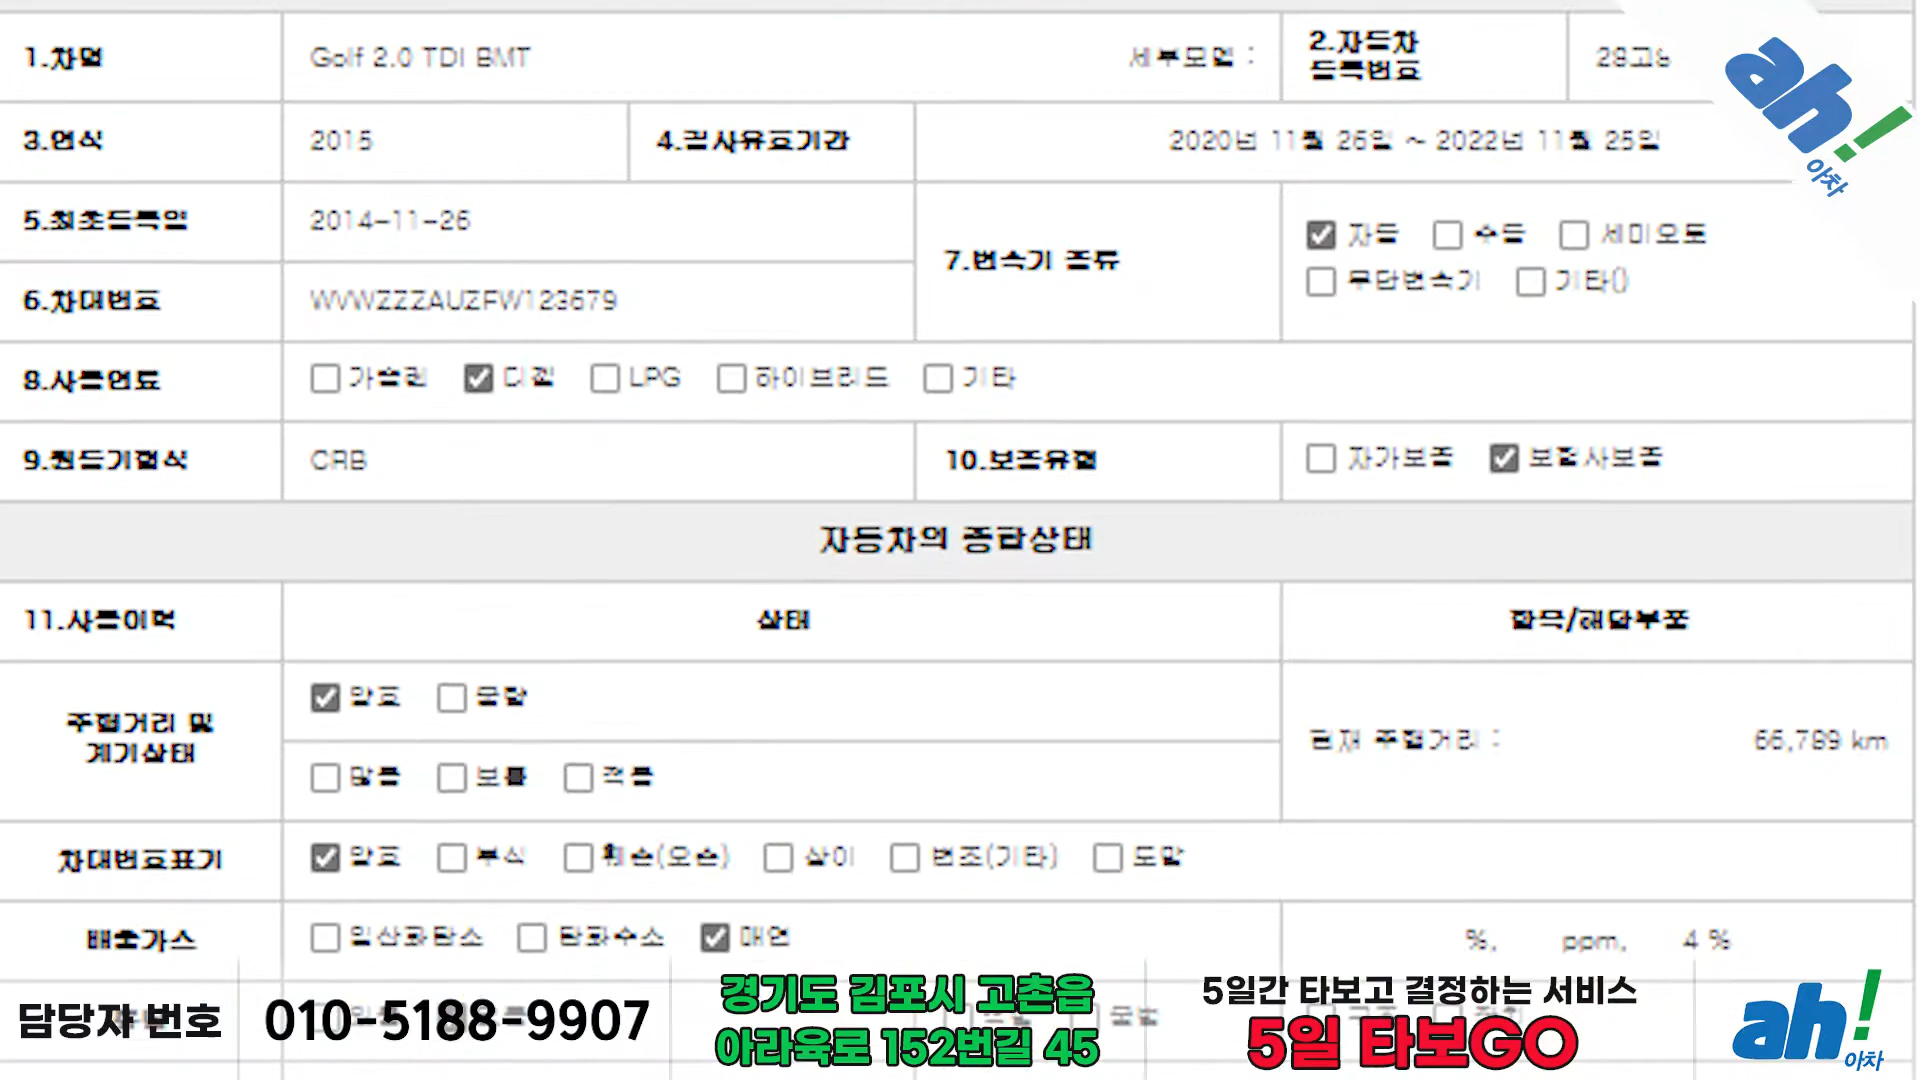 1.차명 Golf 2.0 TDI BMT 세부모델 : 2.자동차 등록번호
3.연식 2015 4.검사유효기간 2020년 11월 26일 ~ 2022년 11월 25일
5.최초등록일 2014-11-26
7.변속기 종류 자동 수동 세미오토
무단변속기 기타()
6.차대번호 WVWZZZAUZFW123679
8.사용연료 가솔린 디젤 LPG 하이브리드 기타
9.원동기형식 CRB 10.보증유형 자가보증 보험사보증
자동차의 종합상태
11.사용이력 상태 항목/해당부품
주행거리 및 계기상태
양호 불량
많음 보통 적음
현재 주행거리 : 66,789 km
차대번호표기 양호 부식 훼손(오손) 상이 변조(기타) 도말
배출가스 일산화탄소 탄화수소 매연 %, ppm, 4 %
담당자 번호 010-5188-9907
경기도 김포시 고촌읍
아라육로 152번길 45
5일간 타보고 결정하는 서비스
5일 타보GO
ah! 아차
ah! 아차